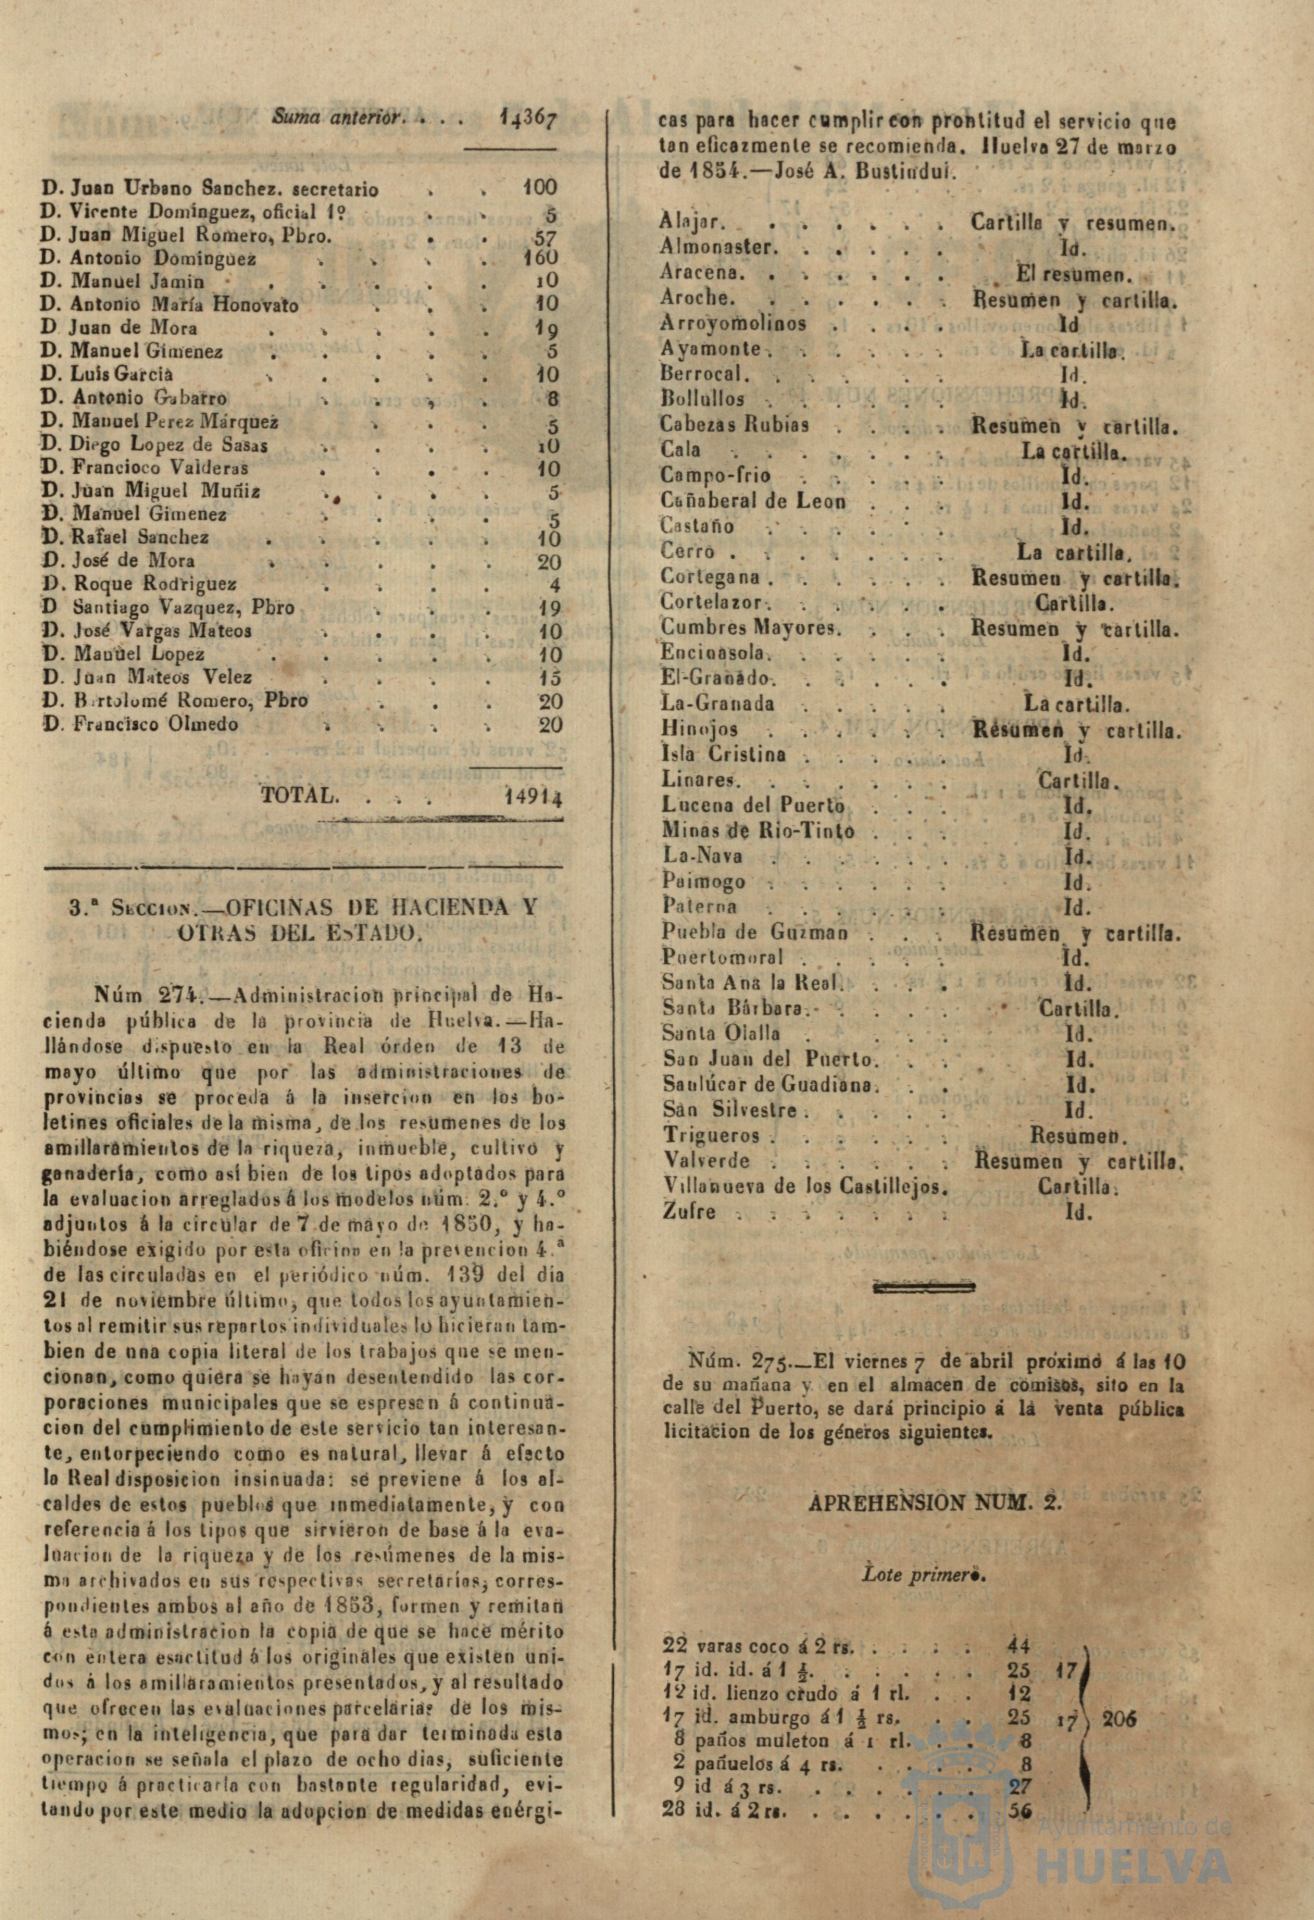 Suma anterior. . . . 14367
D. Juan Urbano Sanchez. secretario . . 100
D. Vicente Dominguez, oficial 1º . . 5
D. Juan Miguel Romero, Pbro. . . 57
D. Antonio Dominguez . . . . 160
D. Manuel Jamin . . . . . 10
D. Antonio María Honovato . . . 10
D Juan de Mora . . . . . 19
D. Manuel Gimenez . . . . . 5
D. Luis Garcia . . . . . 10
D. Antonio Gabarro . . . . 8
D. Manuel Perez Márquez . . . 5
D. Diego Lopez de Sasas . . . . 10
D. Francioco Valderas . . . . 10
D. Juan Miguel Muñiz . . . . 5
D. Manuel Gimenez . . . . 5
D. Rafael Sanchez . . . . . 10
D. José de Mora . . . . . 20
D. Roque Rodriguez . . . . 4
D Santiago Vazquez, Pbro . . . 19
D. José Vargas Mateos . . . . 10
D. Manuel Lopez . . . . . 10
D. Juan Mateos Velez . . . . 15
D. Bartolomé Romero, Pbro . . . 20
D. Francisco Olmedo . . . . 20
TOTAL. . . . 14914
3.ª SECCION.—OFICINAS DE HACIENDA Y
OTRAS DEL ESTADO.
Núm 274.—Administracion principal de Ha-
cienda pública de la provincia de Huelva.—Ha-
llándose dispuesto en la Real órden de 13 de
mayo último que por las administraciones de
provincias se proceda á la insercion en los bo-
letines oficiales de la misma, de los resumenes de los
amillaramientos de la riqueza, inmueble, cultivo y
ganadería, como así bien de los tipos adoptados para
la evaluacion arreglados á los modelos núm. 2.º y 4.º
adjuntos á la circular de 7 de mayo de 1850, y ha-
biéndose exigido por esta oficina en la prevencion 4.ª
de las circuladas en el periódico núm. 139 del dia
21 de noviembre último, que todos los ayuntamien-
tos al remitir sus repartos individuales lo hicieran tam-
bien de una copia literal de los trabajos que se men-
cionan, como quiera se hayan desentendido las cor-
poraciones municipales que se espresen á continua-
cion del cumplimiento de este servicio tan interesan-
te, entorpeciendo como es natural, llevar á efecto
la Real disposicion insinuada: se previene á los al-
caldes de estos pueblos que inmediatamente, y con
referencia á los tipos que sirvieron de base á la eva-
luacion de la riqueza y de los resúmenes de la mis-
ma archivados en sus respectivas secretarías, corres-
pondientes ambos al año de 1853, formen y remitan
á esta administracion la copia de que se hace mérito
con entera esactitud á los originales que existen uni-
dos á los amillaramientos presentados, y al resultado
que ofrecen las evaluaciones parcelarias de los mis-
mos; en la inteligencia, que para dar terminada esta
operacion se señala el plazo de ocho dias, suficiente
tiempo á practicarla con bastante regularidad, evi-
tando por este medio la adopcion de medidas enérgi-
cas para hacer cumplir con prontitud el servicio que
tan eficazmente se recomienda. Huelva 27 de marzo
de 1854.—José A. Bustindui.
Alajar. . . . . . . Cartilla y resumen.
Almonaster. . . . . . Id.
Aracena. . . . . . . El resumen.
Aroche. . . . . . Resumen y cartilla.
Arroyomolinos . . . . Id
Ayamonte . . . . . . La cartilla.
Berrocal. . . . . . Id.
Bollullos . . . . . . Id.
Cabezas Rubias . . . . Resumen y cartilla.
Cala . . . . . . La cartilla.
Campo-frio . . . . . Id.
Cañaberal de Leon . . . Id.
Castaño . . . . . Id.
Cerro . . . . . . La cartilla.
Cortegana . . . . . . Resumen y cartilla.
Cortelazor. . . . . . Cartilla.
Cumbres Mayores. . . . Resumen y cartilla.
Encinasola. . . . . . Id.
El-Granado. . . . . . Id.
La-Granada . . . . . La cartilla.
Hinojos . . . . . . Resumen y cartilla.
Isla Cristina . . . . . Id.
Linares. . . . . . . Cartilla.
Lucena del Puerto . . . Id.
Minas de Rio-Tinto . . . Id.
La-Nava . . . . . . Id.
Paimogo . . . . . . Id.
Paterna . . . . . . Id.
Puebla de Guzman . . . Resumen y cartilla.
Puertomoral . . . . . Id.
Santa Ana la Real. . . . Id.
Santa Bárbara. . . . . Cartilla.
Santa Olalla . . . . Id.
San Juan del Puerto. . . Id.
Sanlúcar de Guadiana. . . Id.
San Silvestre . . . . . Id.
Trigueros . . . . . . Resumen.
Valverde . . . . . . Resumen y cartilla.
Villanueva de los Castillejos. Cartilla.
Zufre . . . . . . . Id.
Núm. 275.—El viernes 7 de abril próximo á las 10
de su mañana y en el almacen de comisos, sito en la
calle del Puerto, se dará principio á la venta pública
licitacion de los géneros siguientes.
APREHENSION NUM. 2.
Lote primero.
22 varas coco á 2 rs. . . . . . 44
17 id. id. á 1 ½. . . . . . 25 17
12 id. lienzo crudo á 1 rl. . . 12
17 id. amburgo á 1 ½ rs. . . 25 17 206
8 paños muleton á 1 rl. . . . 8
2 pañuelos á 4 rs. . . . . 8
9 id á 3 rs. . . . . . . 27
28 id. á 2 rs. . . . . . . 56
Ayuntamiento de
HUELVA